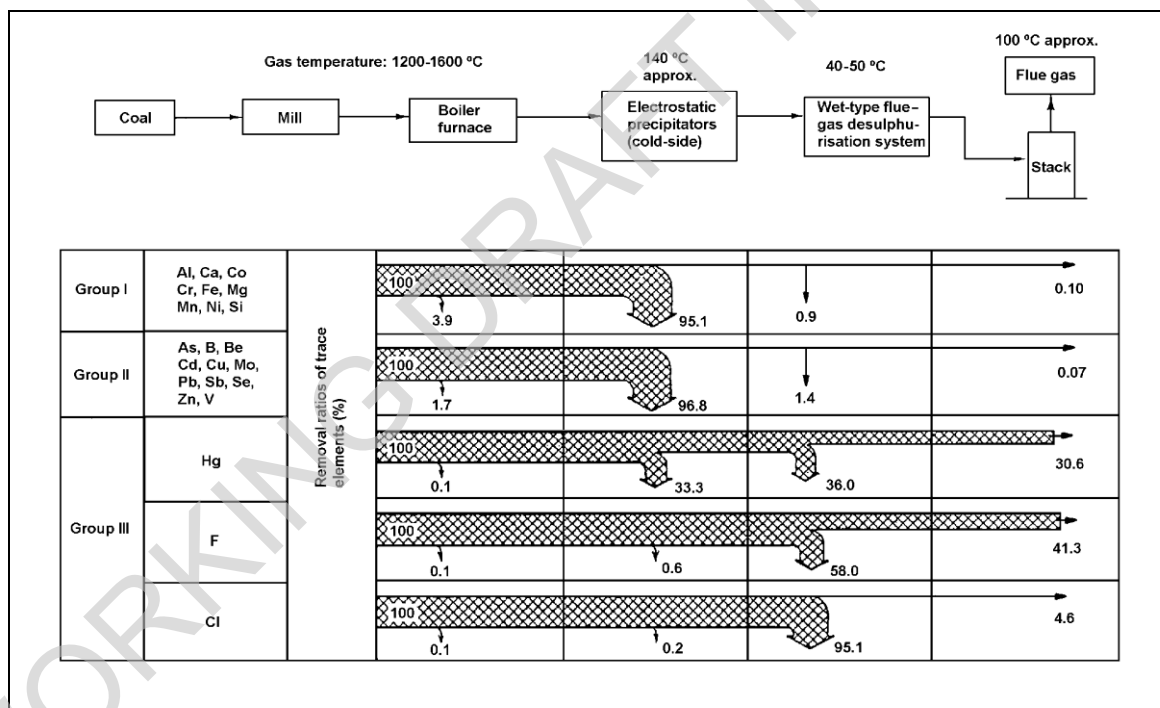 100 ºC approx.
Gas temperature: 1200-1600 ºC
140 ºC
approx.
40-50 ºC
Flue gas
Coal
Mill
Boiler
furnace
Electrostatic
precipitators
(cold-side)
Wet-type flue–
gas desulphu-
risation system
Stack
Group I
Al, Ca, Co
Cr, Fe, Mg
Mn, Ni, Si
Removal ratios of trace
elements (%)
100
3.9
95.1
0.9
0.10
Group II
As, B, Be
Cd, Cu, Mo,
Pb, Sb, Se,
Zn, V
100
1.7
96.8
1.4
0.07
Group III
Hg
100
0.1
33.3
36.0
30.6
F
100
0.1
0.6
58.0
41.3
Cl
100
0.1
0.2
95.1
4.6
ORKING DRAFT I